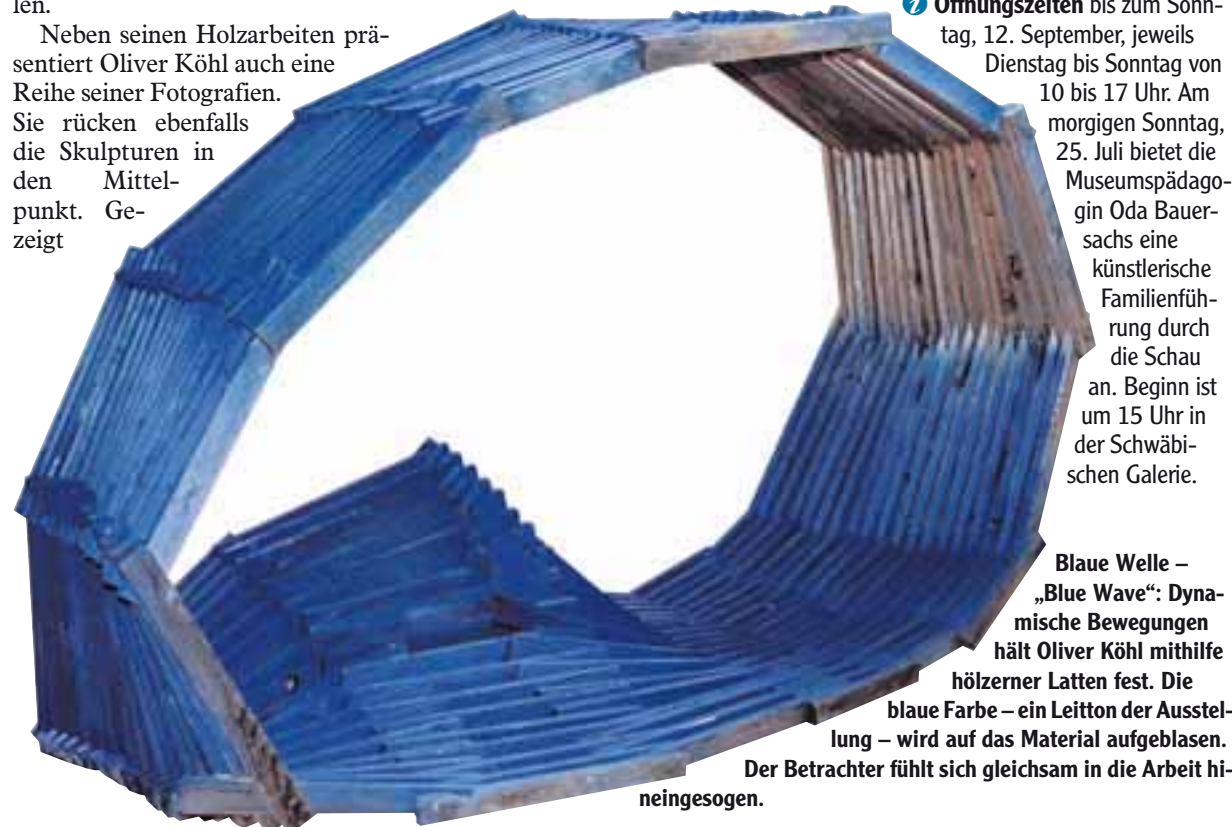 len.
Neben seinen Holzarbeiten prä-
sentiert Oliver Köhl auch eine
Reihe seiner Fotografien.
Sie rücken ebenfalls
die Skulpturen in
den Mittel-
punkt. Ge-
zeigt
Öffnungszeiten bis zum Sonn-
tag, 12. September, jeweils
Dienstag bis Sonntag von
10 bis 17 Uhr. Am
morgigen Sonntag,
25. Juli bietet die
Museumspädago-
gin Oda Bauer-
sachs eine
künstlerische
Familienfüh-
rung durch
die Schau
an. Beginn ist
um 15 Uhr in
der Schwäbi-
schen Galerie.
Blaue Welle –
„Blue Wave“: Dyna-
mische Bewegungen
hält Oliver Köhl mithilfe
hölzerner Latten fest. Die
blaue Farbe – ein Leitton der Ausstel-
lung – wird auf das Material aufgeblasen.
Der Betrachter fühlt sich gleichsam in die Arbeit hi-
neingesogen.